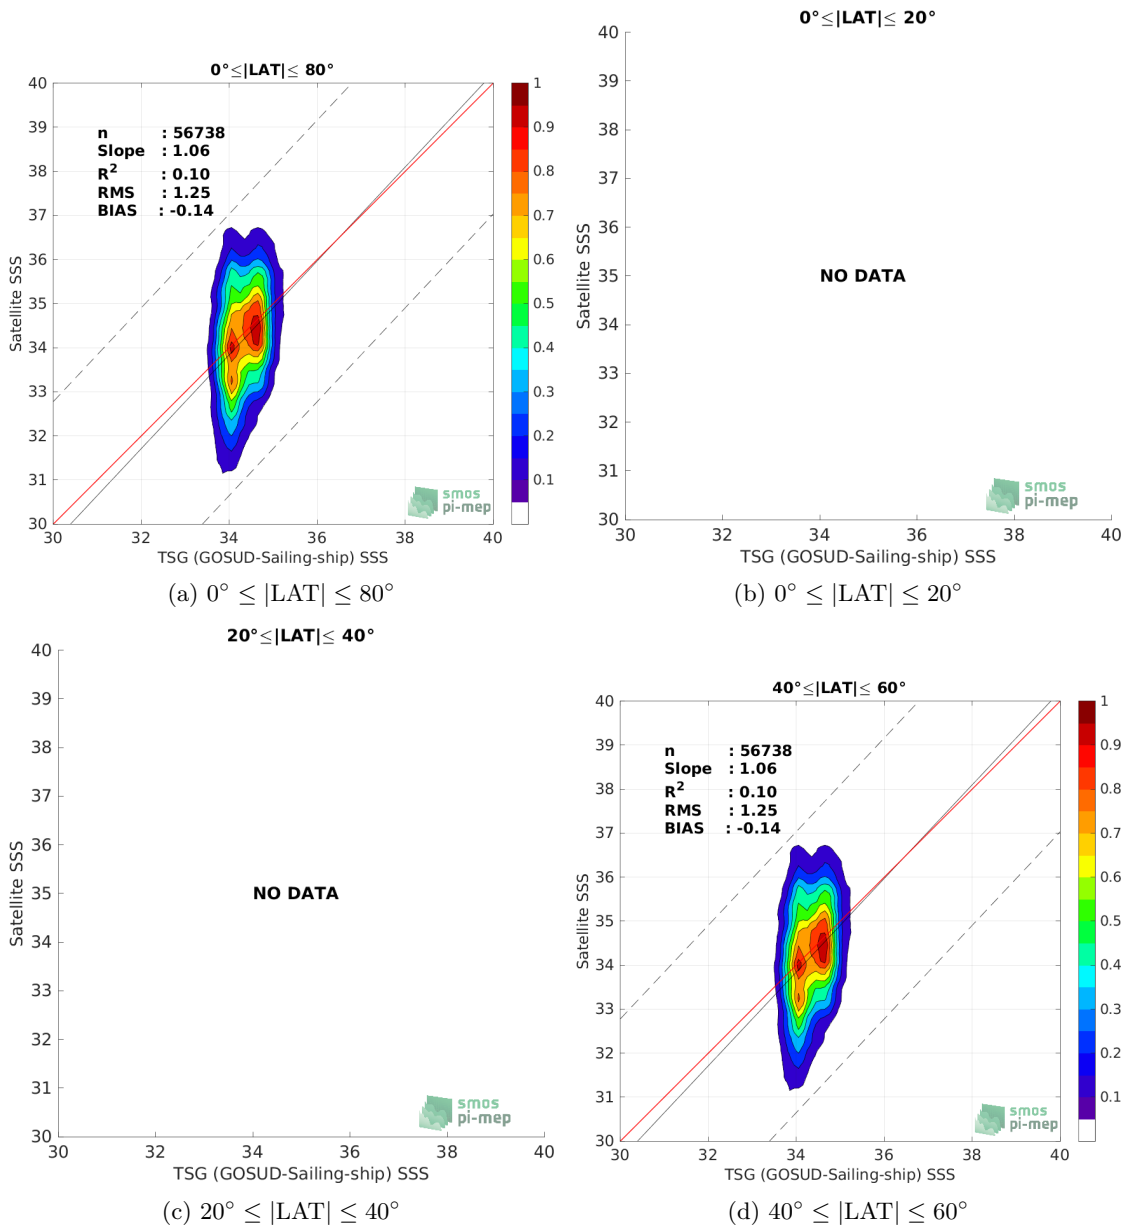 0°≤|LAT|≤ 80°
40
39
38
37
36
35
34
33
32
31
30
Satellite SSS
n : 56738
Slope : 1.06
R² : 0.10
RMS : 1.25
BIAS : -0.14
smos
pi-mep
30 32 34 36 38 40
TSG (GOSUD-Sailing-ship) SSS
1
0.9
0.8
0.7
0.6
0.5
0.4
0.3
0.2
0.1
(a) 0° ≤ |LAT| ≤ 80°
0°≤|LAT|≤ 20°
40
39
38
37
36
35
34
33
32
31
30
Satellite SSS
NO DATA
smos
pi-mep
30 32 34 36 38 40
TSG (GOSUD-Sailing-ship) SSS
(b) 0° ≤ |LAT| ≤ 20°
20°≤|LAT|≤ 40°
40
39
38
37
36
35
34
33
32
31
30
Satellite SSS
NO DATA
smos
pi-mep
30 32 34 36 38 40
TSG (GOSUD-Sailing-ship) SSS
(c) 20° ≤ |LAT| ≤ 40°
40°≤|LAT|≤ 60°
40
39
38
37
36
35
34
33
32
31
30
Satellite SSS
n : 56738
Slope : 1.06
R² : 0.10
RMS : 1.25
BIAS : -0.14
smos
pi-mep
30 32 34 36 38 40
TSG (GOSUD-Sailing-ship) SSS
1
0.9
0.8
0.7
0.6
0.5
0.4
0.3
0.2
0.1
(d) 40° ≤ |LAT| ≤ 60°